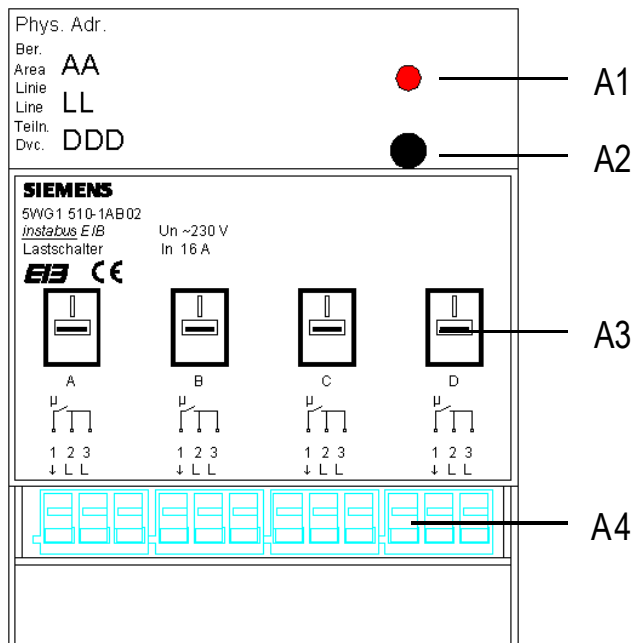 Phys. Adr.
Ber.
Area AA
Linie
Line LL
Teiln.
Dvc. DDD
A1
A2
SIEMENS
5WG1 510-1AB02
instabus EIB Un ~230 V
Lastschalter In 16 A
EIB CE
A3
A B C D
µ µ µ µ
1 2 3 1 2 3 1 2 3 1 2 3
↓ L L ↓ L L ↓ L L ↓ L L
A4